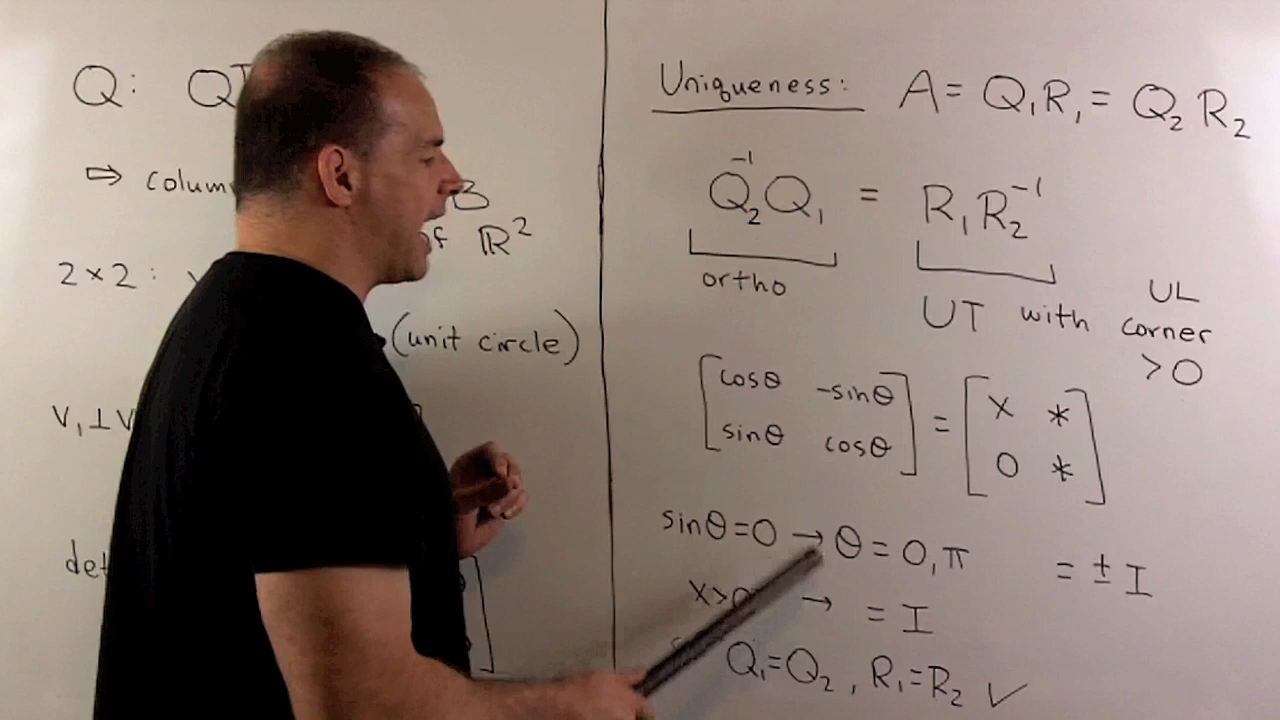 Q: Qᵀ
⇒ colum
of ℝ²
2×2:
(unit circle)
V₁⊥V
det
Uniqueness: A = Q₁R₁ = Q₂R₂
Q₂⁻¹Q₁ = R₁R₂⁻¹
ortho
UT with UL corner >0
[cosθ -sinθ] = [x *]
[sinθ cosθ] [0 *]
sinθ=0 → θ=0,π = ±I
x>0 → = I
Q₁=Q₂, R₁=R₂ ✓